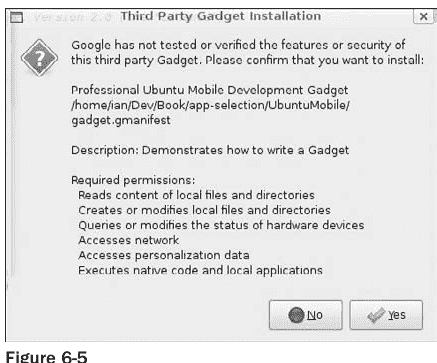 Third Party Gadget Installation
Google has not tested or verified the features or security of
this third party Gadget. Please confirm that you want to install:
Professional Ubuntu Mobile Development Gadget
/home/ian/Dev/Book/app-selection/UbuntuMobile/
gadget.gmanifest
Description: Demonstrates how to write a Gadget
Required permissions:
Reads content of local files and directories
Creates or modifies local files and directories
Queries or modifies the status of hardware devices
Accesses network
Accesses personalization data
Executes native code and local applications
No
Yes
Figure 6-5